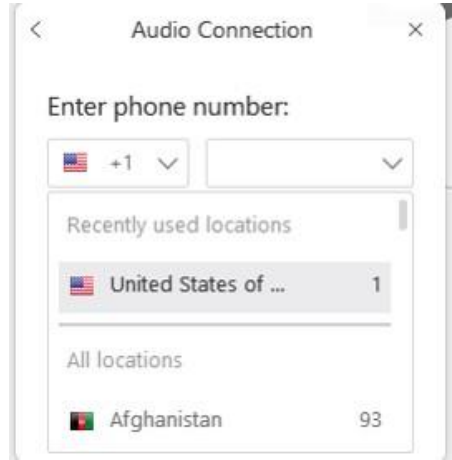 Audio Connection
Enter phone number:
+1
Recently used locations
United States of ... 1
All locations
Afghanistan 93